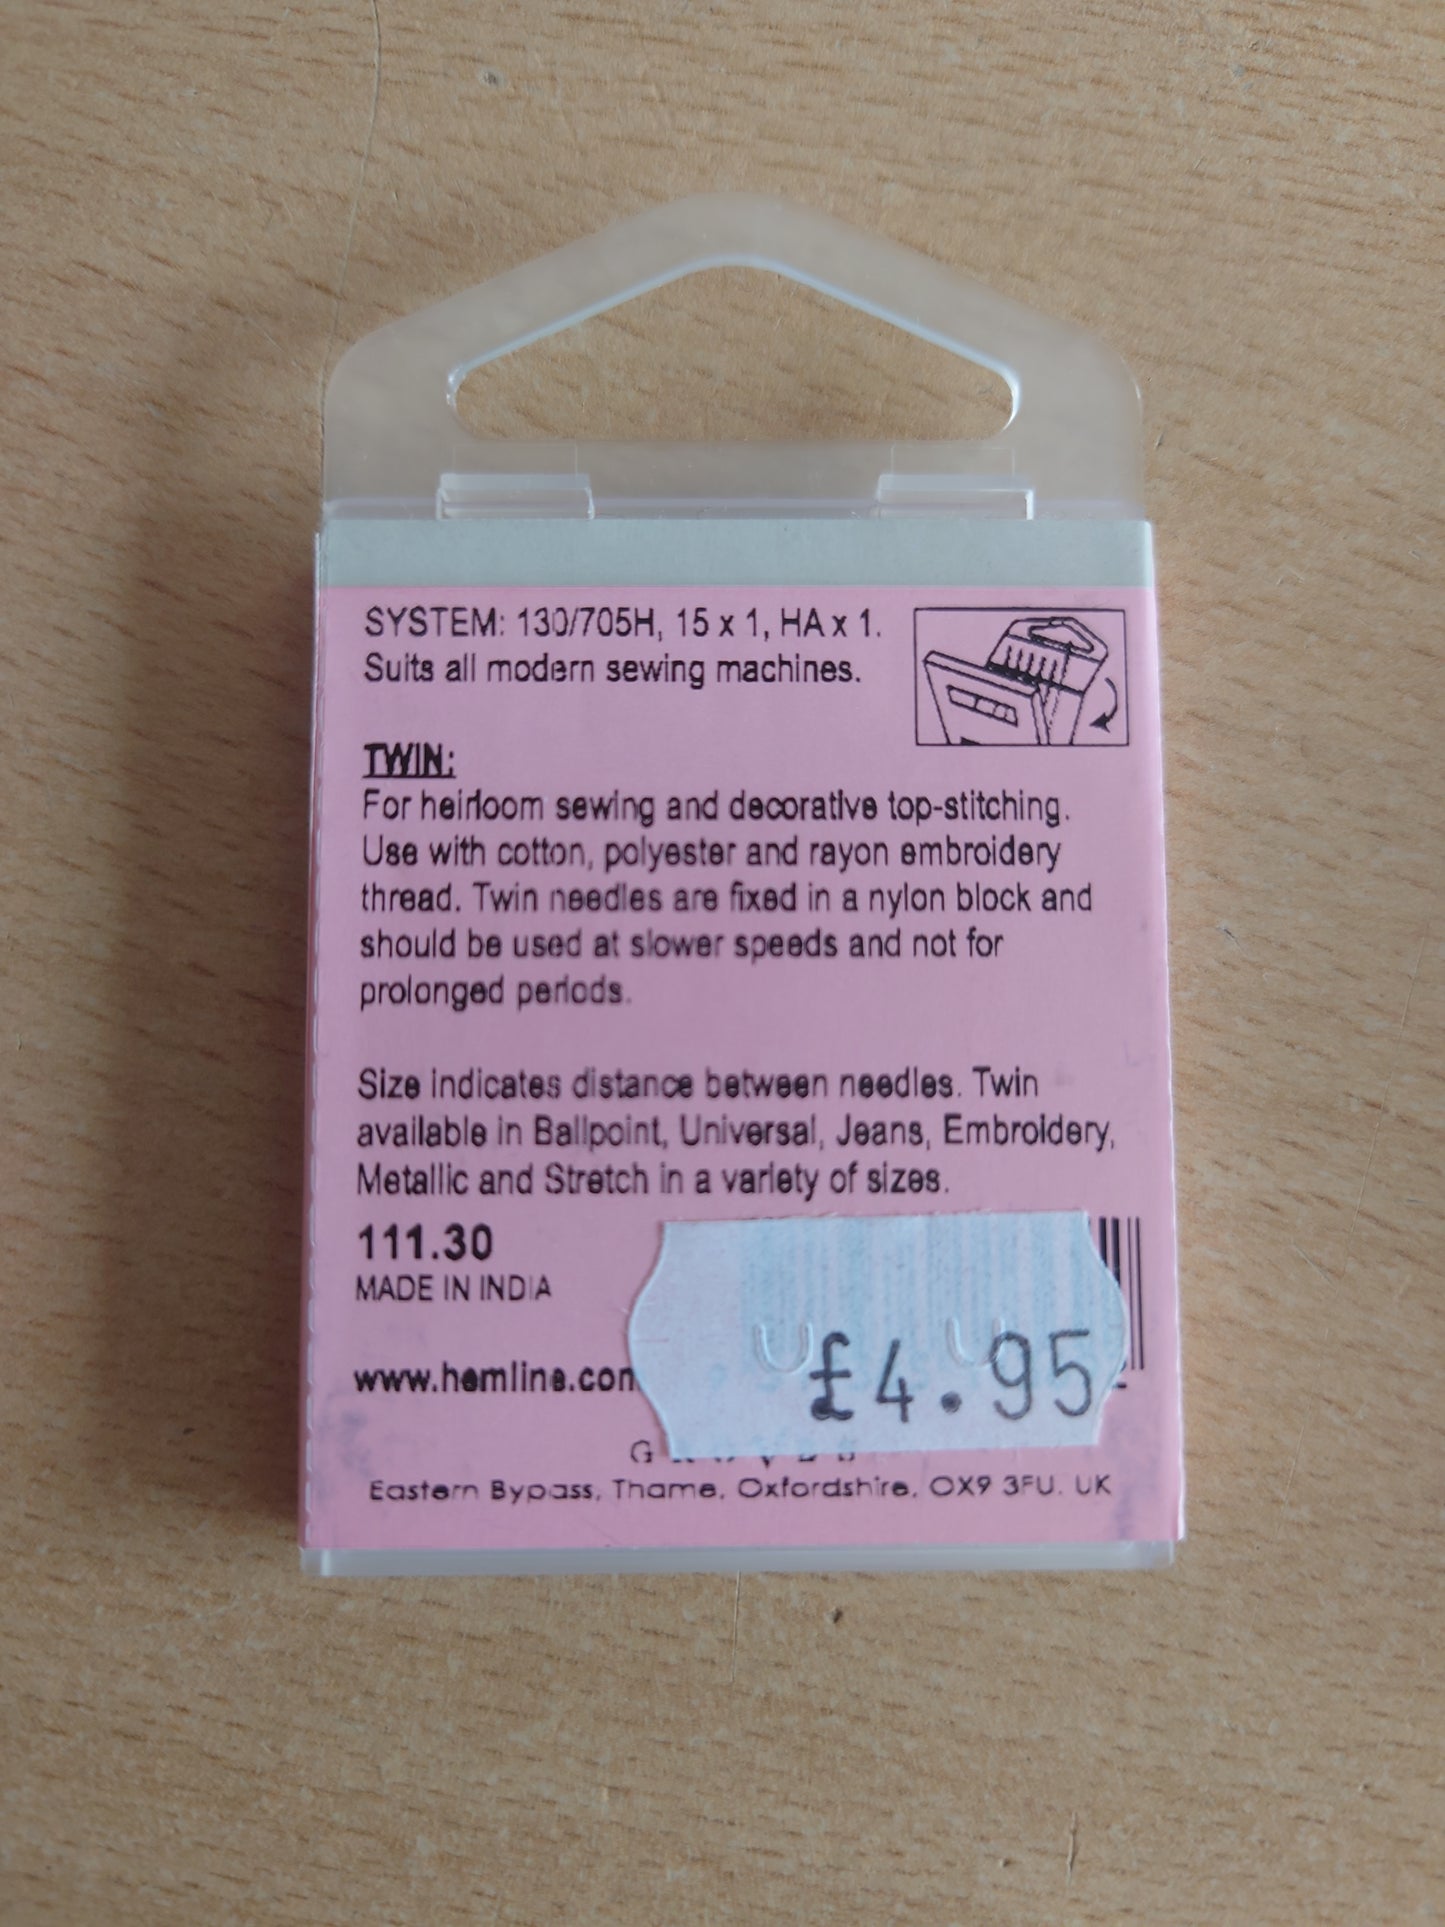 SYSTEM: 130/705H, 15 x 1, HA x 1.
Suits all modern sewing machines.
TWIN:
For heirloom sewing and decorative top-stitching.
Use with cotton, polyester and rayon embroidery
thread. Twin needles are fixed in a nylon block and
should be used at slower speeds and not for
prolonged periods.
Size indicates distance between needles. Twin
available in Ballpoint, Universal, Jeans, Embroidery,
Metallic and Stretch in a variety of sizes.
111.30
MADE IN INDIA
£4.95
www.hemline.com
Eastern Bypass, Thame, Oxfordshire, OX9 3FU. UK